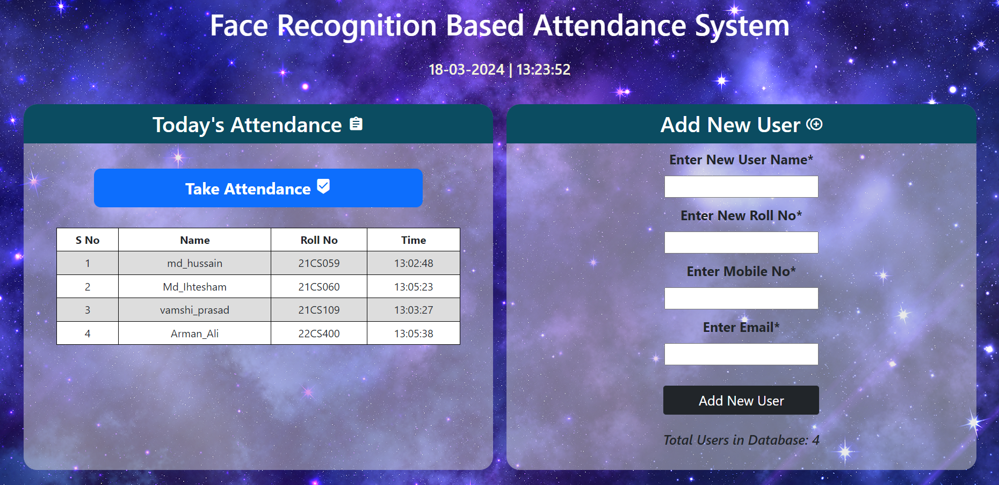 Face Recognition Based Attendance System
18-03-2024 | 13:23:52
Today's Attendance
Take Attendance
S No Name Roll No Time
1 md_hussain 21CS059 13:02:48
2 Md_Ihtesham 21CS060 13:05:23
3 vamshi_prasad 21CS109 13:03:27
4 Arman_Ali 22CS400 13:05:38
Add New User
Enter New User Name*
Enter New Roll No*
Enter Mobile No*
Enter Email*
Add New User
Total Users in Database: 4